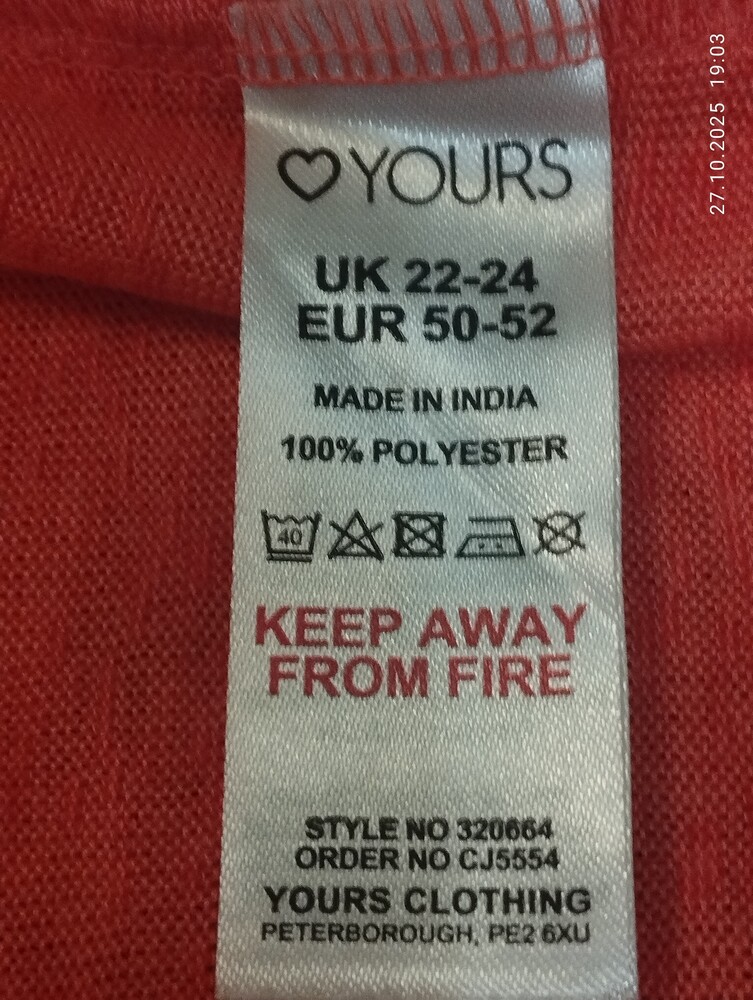 YOURS
UK 22-24
EUR 50-52
MADE IN INDIA
100% POLYESTER
40
KEEP AWAY
FROM FIRE
STYLE NO 320664
ORDER NO CJ5554
YOURS CLOTHING
PETERBOROUGH, PE2 6XU
27.10.2025 19:03